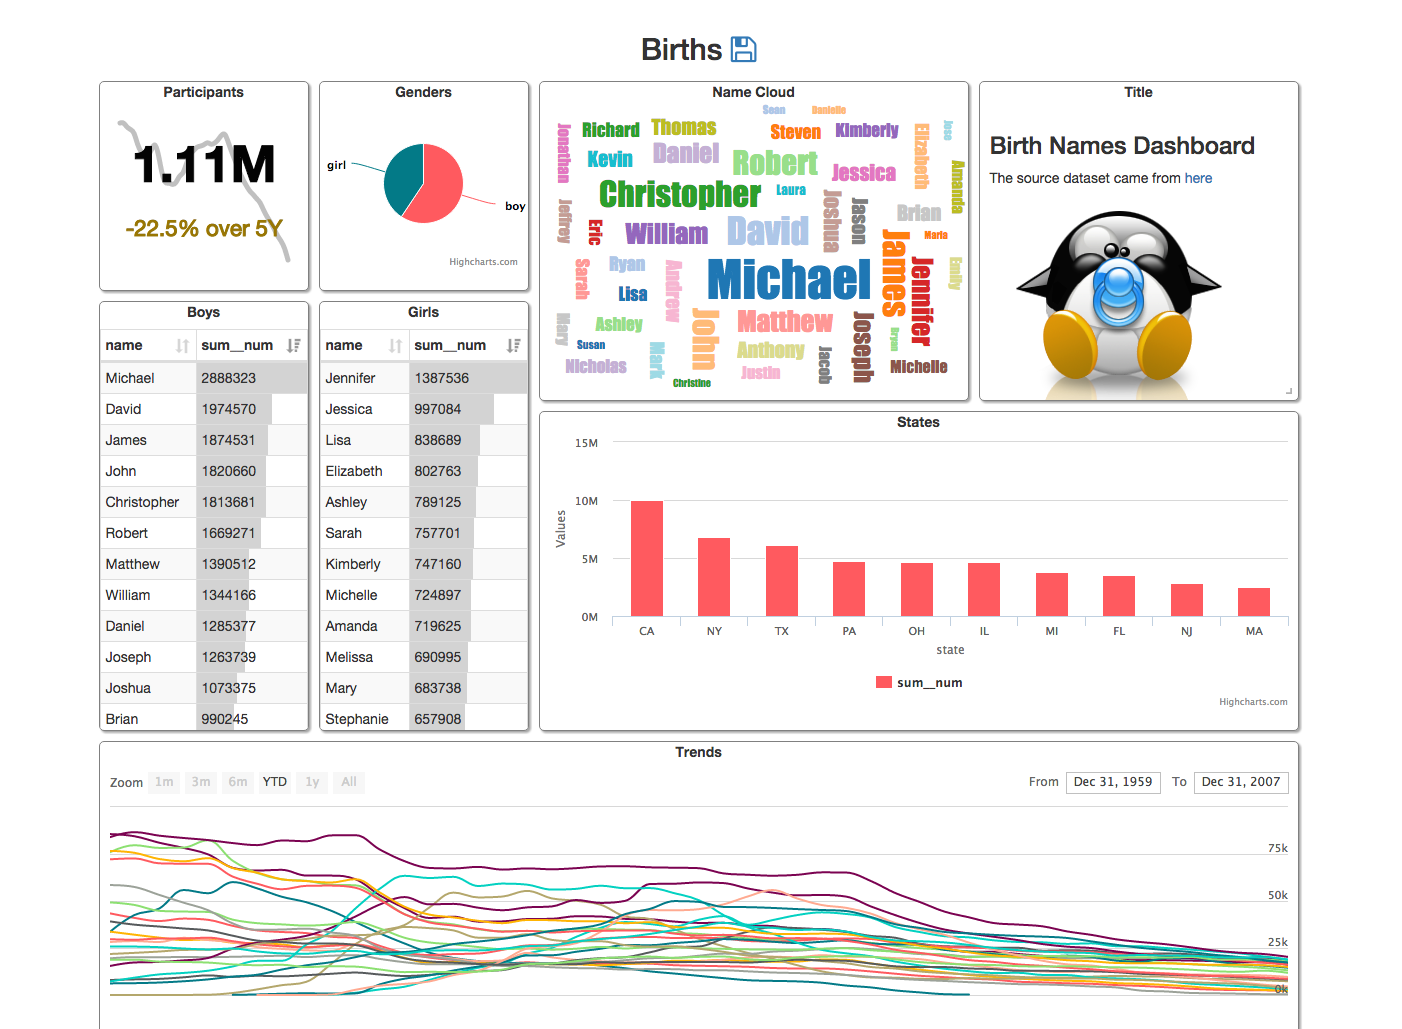 Births
Participants
1.11M
-22.5% over 5Y
Genders
girl
boy
Highcharts.com
Name Cloud
Sean
Danielle
Jonathan
Richard
Thomas
Steven
Kimberly
Elizabeth
Jose
Kevin
Daniel
Robert
Jessica
Amanda
Christopher
Laura
Joshua
Jason
Brian
Jeffrey
Eric
William
David
James
Maria
Sarah
Ryan
Andrew
Michael
Jennifer
Emily
Lisa
Mary
Ashley
John
Matthew
Joseph
Bryan
Susan
Mark
Anthony
Jacob
Nicholas
Justin
Michelle
Christine
Title
Birth Names Dashboard
The source dataset came from here
Boys
name sum__num
Michael 2888323
David 1974570
James 1874531
John 1820660
Christopher 1813681
Robert 1669271
Matthew 1390512
William 1344166
Daniel 1285377
Joseph 1263739
Joshua 1073375
Brian 990245
Girls
name sum__num
Jennifer 1387536
Jessica 997084
Lisa 838689
Elizabeth 802763
Ashley 789125
Sarah 757701
Kimberly 747160
Michelle 724897
Amanda 719625
Melissa 690995
Mary 683738
Stephanie 657908
States
15M
10M
5M
0M
Values
CA NY TX PA OH IL MI FL NJ MA
state
sum__num
Highcharts.com
Trends
Zoom 1m 3m 6m YTD 1y All From Dec 31, 1959 To Dec 31, 2007
75k
50k
25k
0k